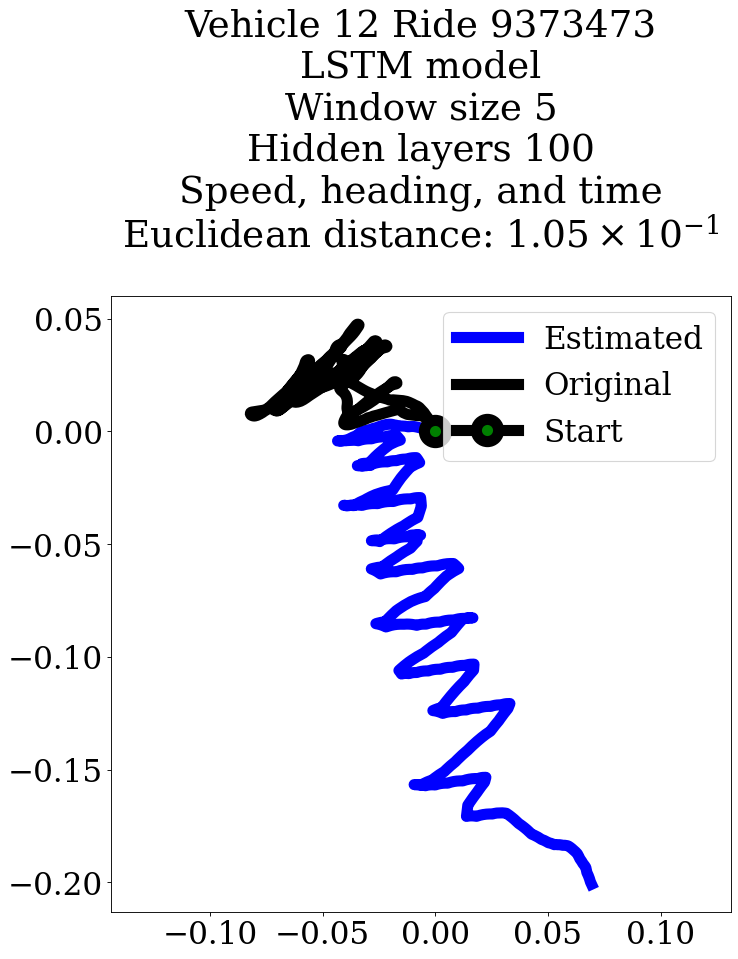 Vehicle 12 Ride 9373473
LSTM model
Window size 5
Hidden layers 100
Speed, heading, and time
Euclidean distance: 1.05 × 10⁻¹
Estimated
Original
Start
0.05
0.00
−0.05
−0.10
−0.15
−0.20
−0.10 −0.05 0.00 0.05 0.10